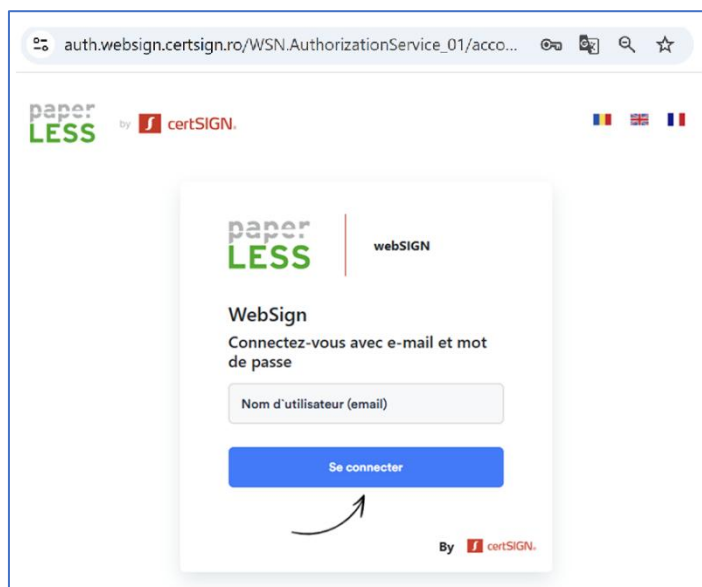 auth.websign.certsign.ro/WSN.AuthorizationService_01/acco...
paper
LESS
by certSIGN.
paper
LESS
webSIGN
WebSign
Connectez-vous avec e-mail et mot
de passe
Nom d`utilisateur (email)
Se connecter
By certSIGN.